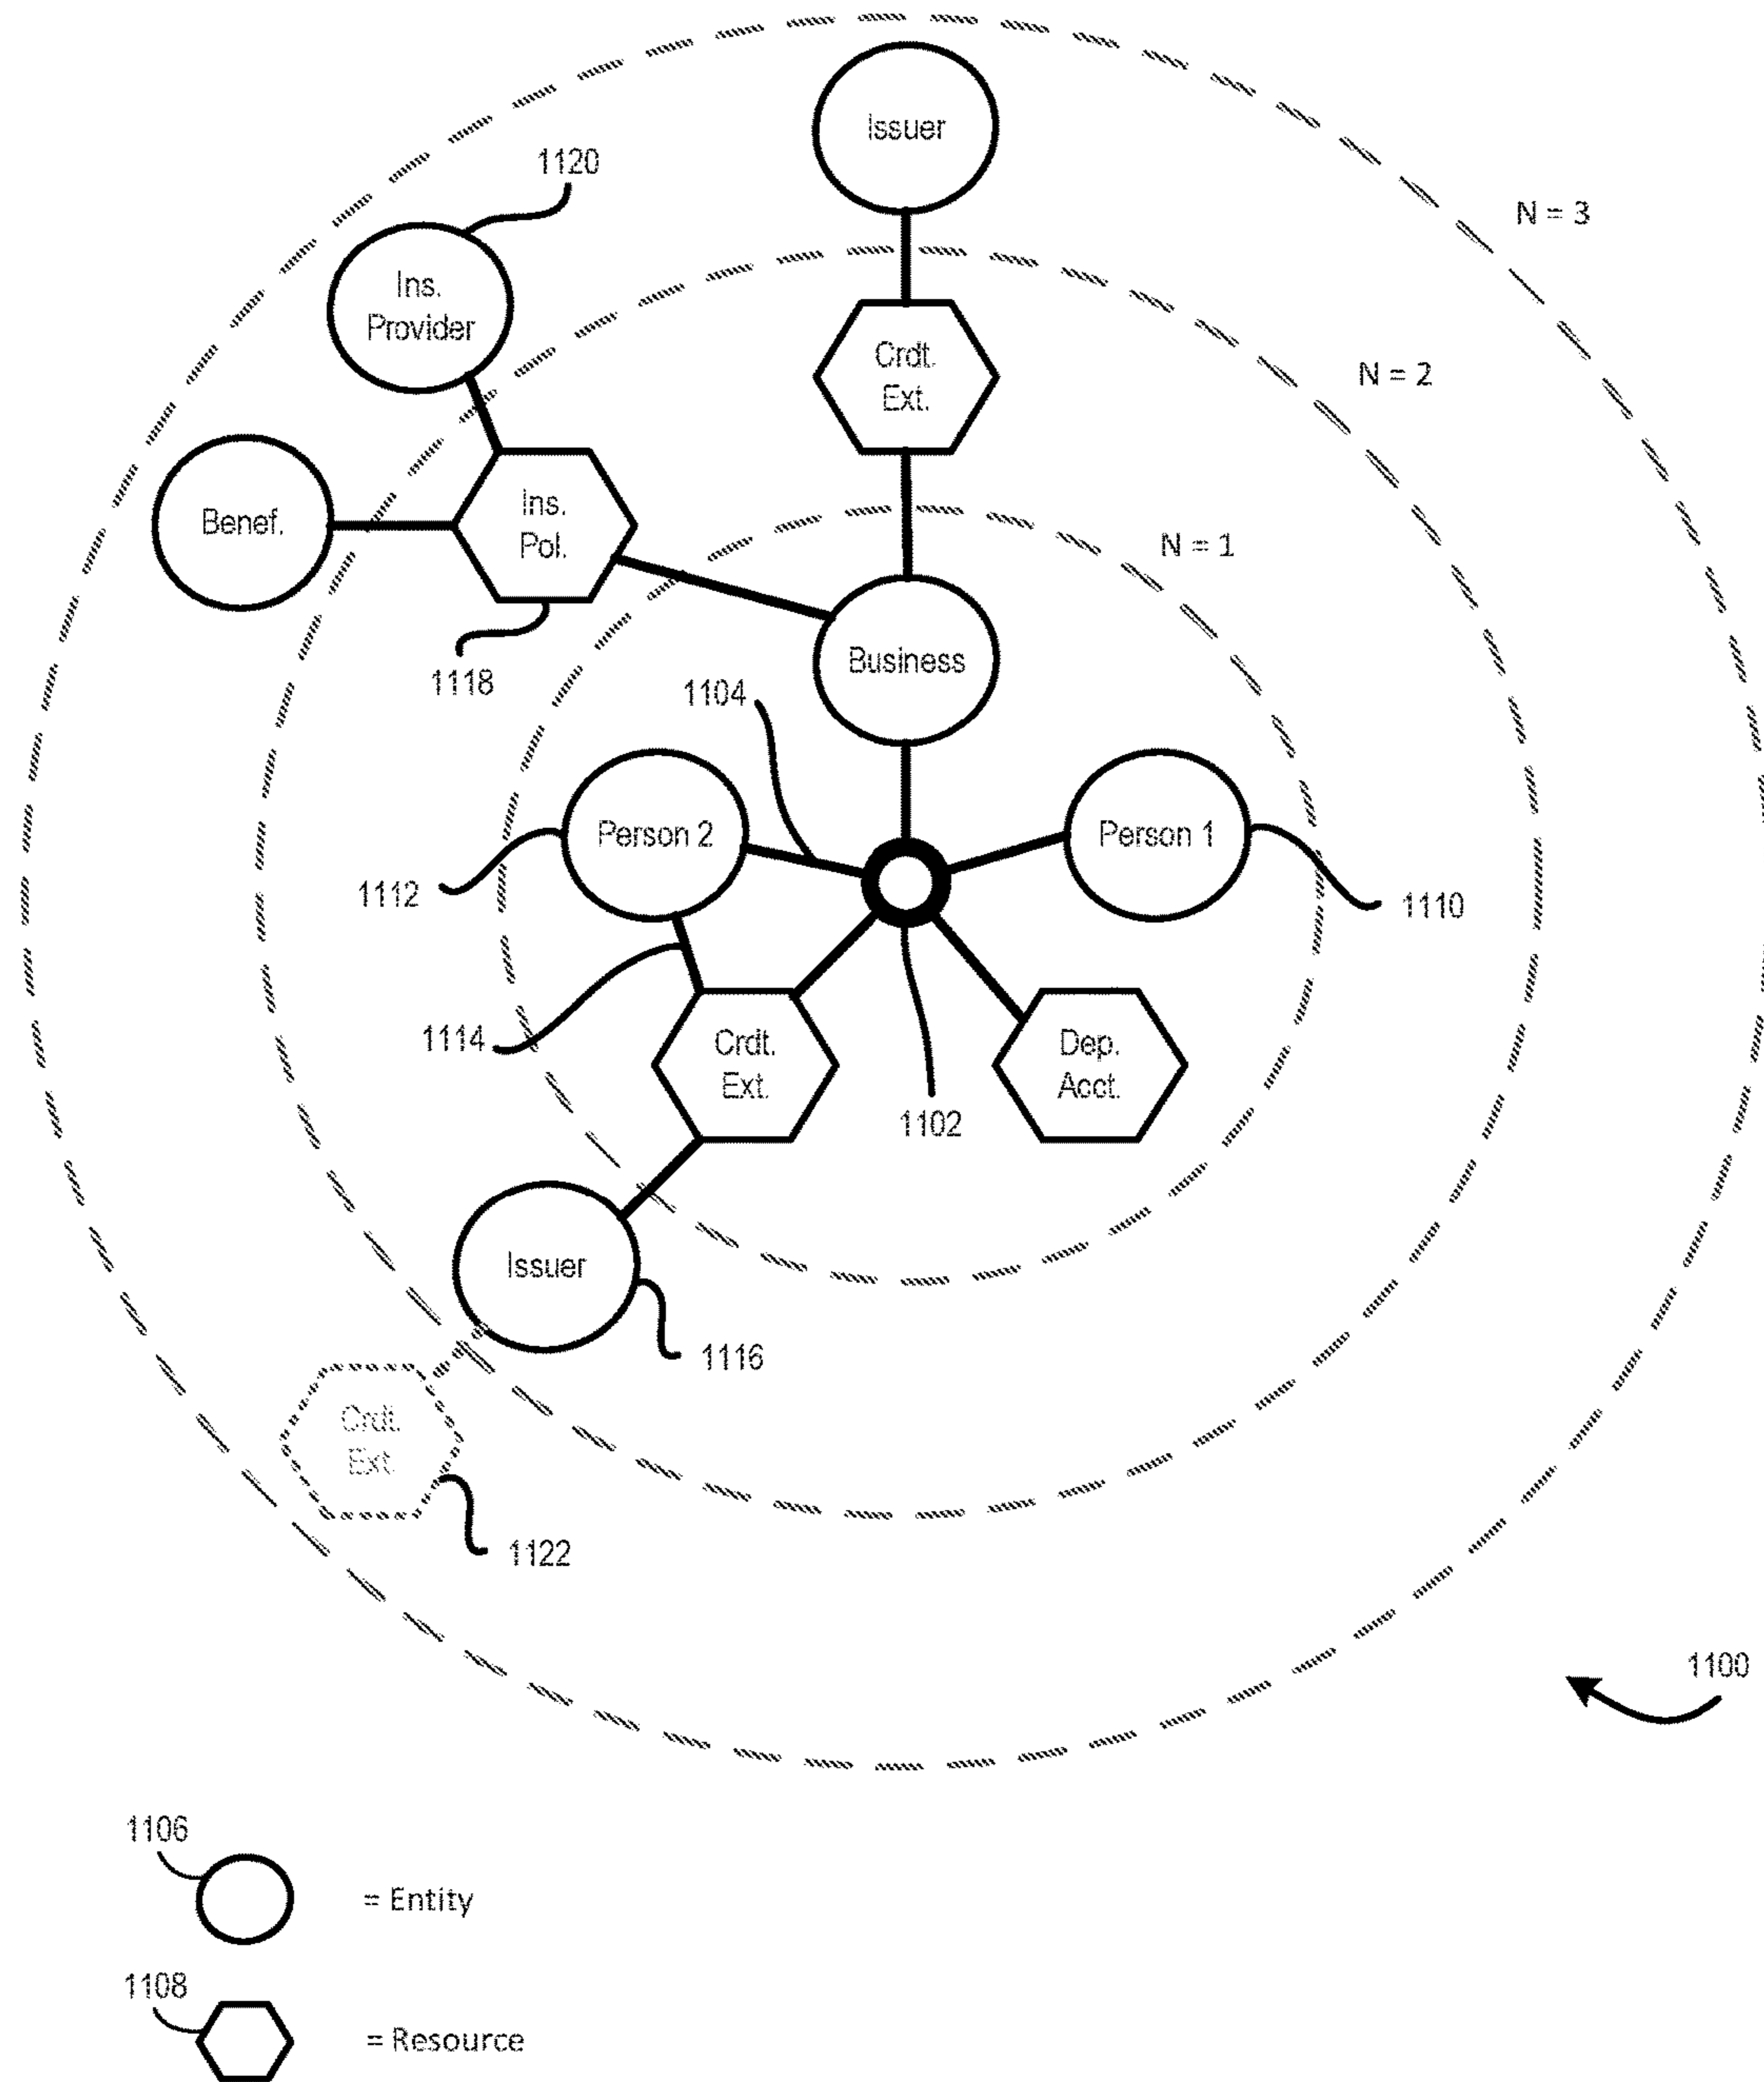 Issuer
1120
N = 3
Ins.
Provider
Crdt.
Ext.
N = 2
Benef.
Ins.
Pol.
N = 1
1118
Business
1104
Person 2
Person 1
1112
1110
1114
Crdt.
Ext.
Dep.
Acct.
1102
Issuer
1116
Crdt.
Ext.
1122
1100
1106
= Entity
1108
= Resource